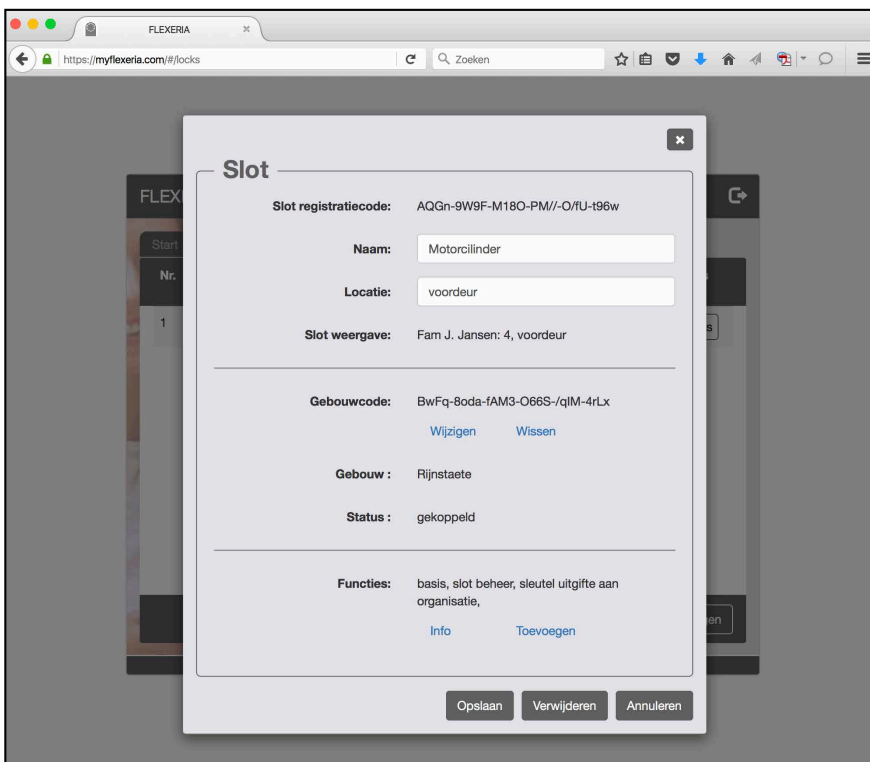 FLEXERIA
https://myflexeria.com/#/locks
Zoeken
FLEX
Start
Nr.
1
s
en
Slot
Slot registratiecode: AQGn-9W9F-M18O-PM//-O/fU-t96w
Naam: Motorcilinder
Locatie: voordeur
Slot weergave: Fam J. Jansen: 4, voordeur
Gebouwcode: BwFq-8oda-fAM3-O66S-/qIM-4rLx
Wijzigen Wissen
Gebouw : Rijnstaete
Status : gekoppeld
Functies: basis, slot beheer, sleutel uitgifte aan
organisatie,
Info Toevoegen
Opslaan Verwijderen Annuleren